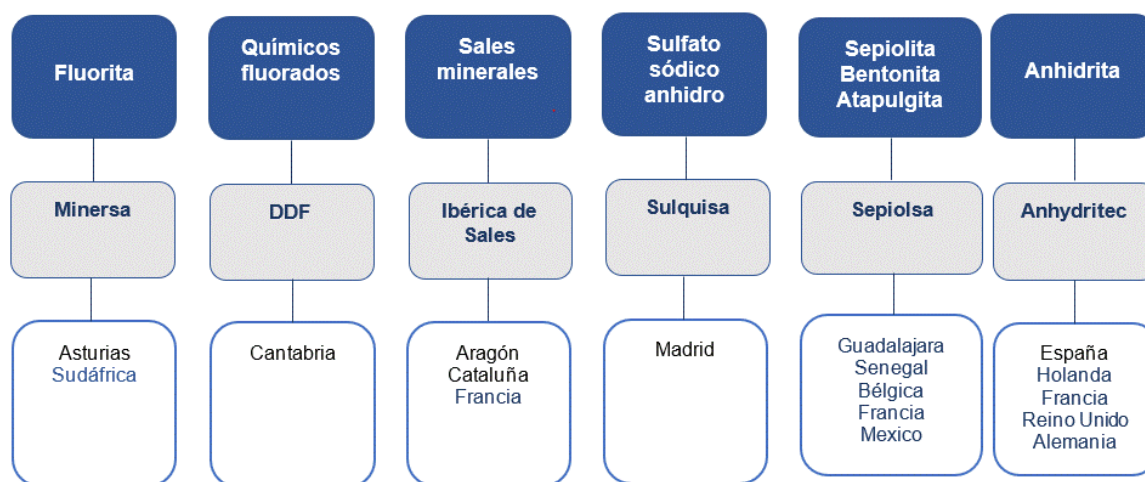 Fluorita
Químicos
fluorados
Sales
minerales
Sulfato
sódico
anhidro
Sepiolita
Bentonita
Atapulgita
Anhidrita
Minersa
DDF
Ibérica de
Sales
Sulquisa
Sepiolsa
Anhydritec
Asturias
Sudáfrica
Cantabria
Aragón
Cataluña
Francia
Madrid
Guadalajara
Senegal
Bélgica
Francia
Mexico
España
Holanda
Francia
Reino Unido
Alemania